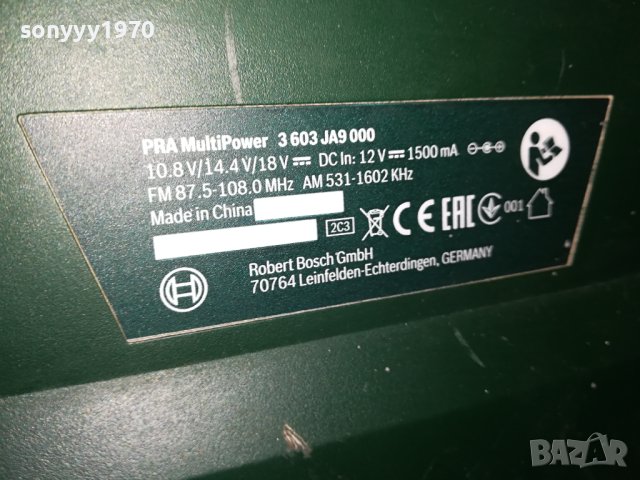 sonyyy1970
PRA MultiPower 3 603 JA9 000
10.8 V/14.4 V/18 V ⎓ DC In: 12 V ⎓ 1500 mA
FM 87.5-108.0 MHz AM 531-1602 KHz
Made in China
2C3 CE EAC 001
Robert Bosch GmbH
70764 Leinfelden-Echterdingen, GERMANY
BAZAR